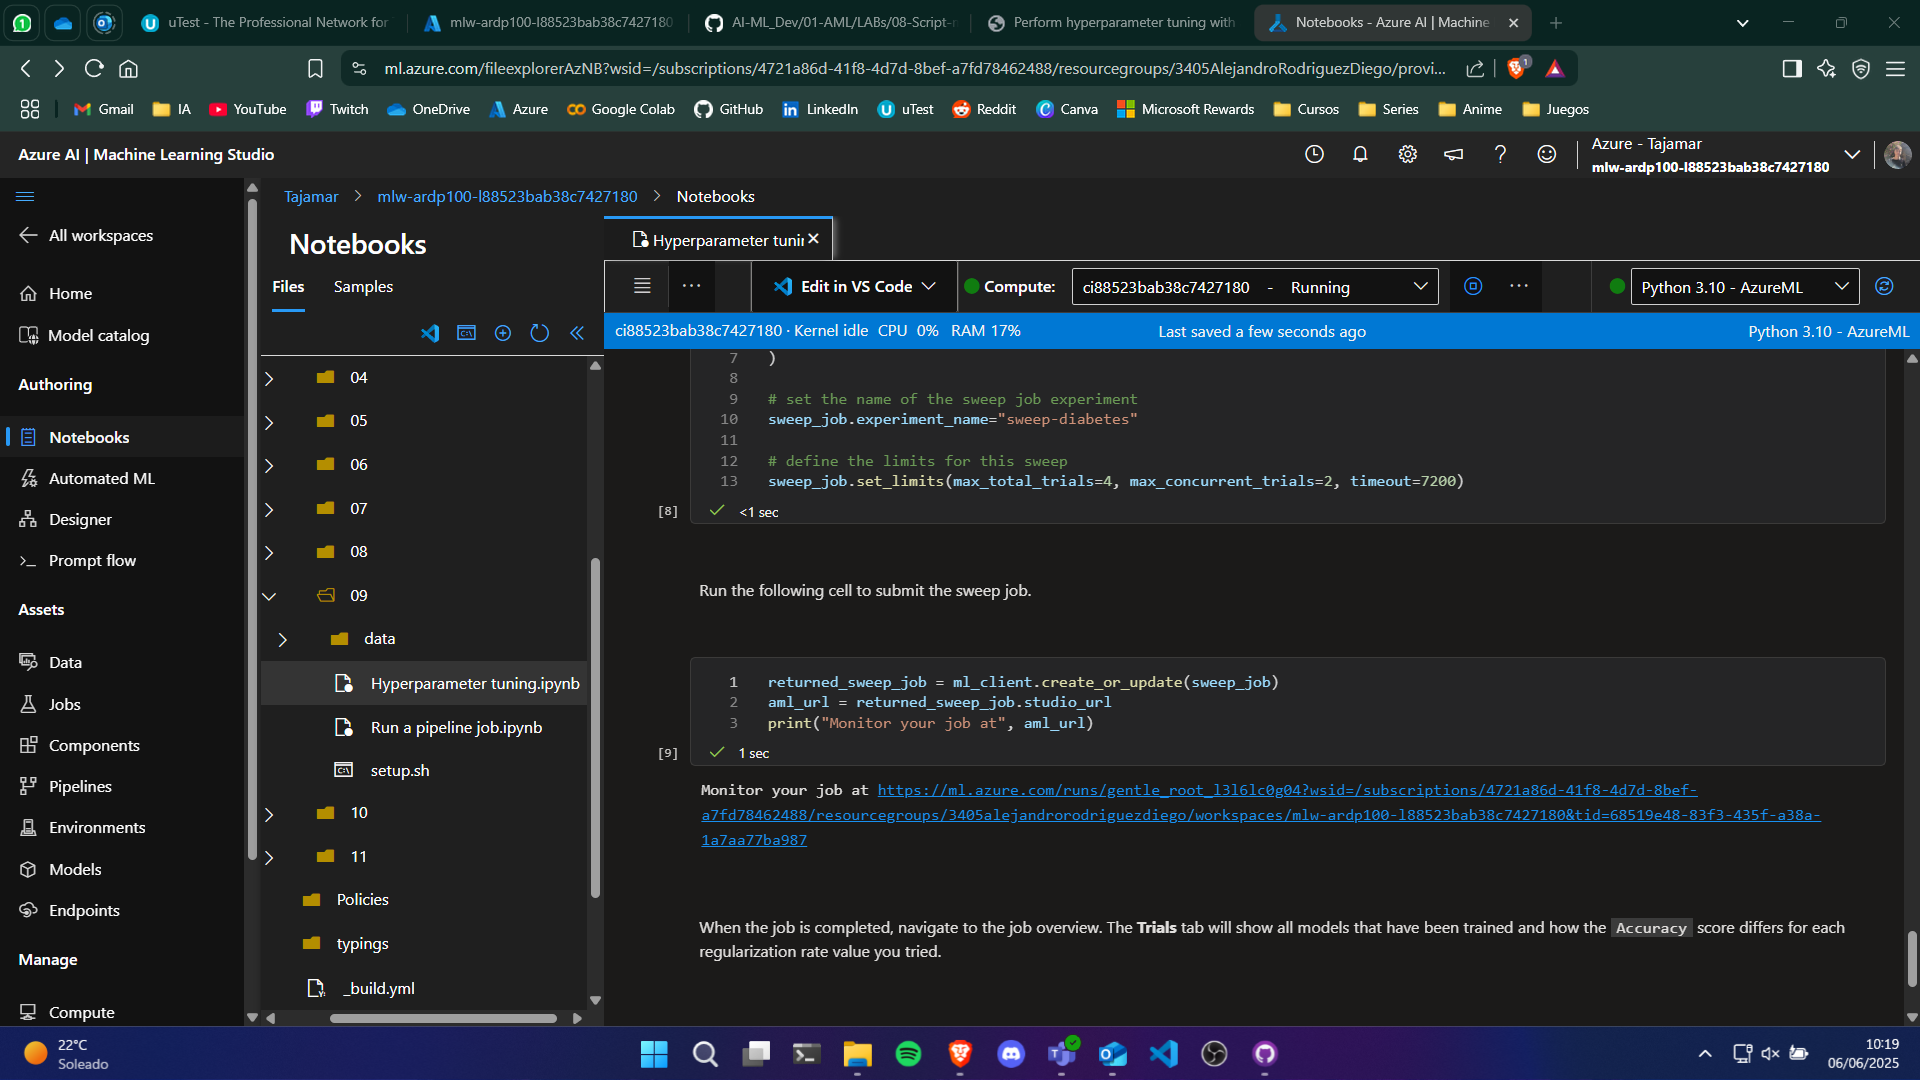 uTest - The Professional Network for
mlw-ardp100-l88523bab38c7427180
AI-ML_Dev/01-AML/LABs/08-Script-
Perform hyperparameter tuning with
Notebooks - Azure AI | Machine
ml.azure.com/fileexplorerAzNB?wsid=/subscriptions/4721a86d-41f8-4d7d-8bef-a7fd78462488/resourcegroups/3405AlejandroRodriguezDiego/provi...
1
Gmail
IA
YouTube
Twitch
OneDrive
Azure
Google Colab
GitHub
LinkedIn
uTest
Reddit
Canva
Microsoft Rewards
Cursos
Series
Anime
Juegos
Azure AI | Machine Learning Studio
Azure - Tajamar
mlw-ardp100-l88523bab38c7427180
All workspaces
Home
Model catalog
Authoring
Notebooks
Automated ML
Designer
Prompt flow
Assets
Data
Jobs
Components
Pipelines
Environments
Models
Endpoints
Manage
Compute
Tajamar > mlw-ardp100-l88523bab38c7427180 > Notebooks
Notebooks
Files
Samples
04
05
06
07
08
09
data
Hyperparameter tuning.ipynb
Run a pipeline job.ipynb
setup.sh
10
11
Policies
typings
_build.yml
Hyperparameter tunin
Edit in VS Code
Compute:
ci88523bab38c7427180 - Running
Python 3.10 - AzureML
ci88523bab38c7427180 · Kernel idle CPU 0% RAM 17%
Last saved a few seconds ago
Python 3.10 - AzureML
7 )
8
9 # set the name of the sweep job experiment
10 sweep_job.experiment_name="sweep-diabetes"
11
12 # define the limits for this sweep
13 sweep_job.set_limits(max_total_trials=4, max_concurrent_trials=2, timeout=7200)
[8]
<1 sec
Run the following cell to submit the sweep job.
1 returned_sweep_job = ml_client.create_or_update(sweep_job)
2 aml_url = returned_sweep_job.studio_url
3 print("Monitor your job at", aml_url)
[9]
1 sec
Monitor your job at https://ml.azure.com/runs/gentle_root_l3l6lc0g04?wsid=/subscriptions/4721a86d-41f8-4d7d-8bef-
a7fd78462488/resourcegroups/3405alejandrorodriguezdiego/workspaces/mlw-ardp100-l88523bab38c7427180&tid=68519e48-83f3-435f-a38a-
1a7aa77ba987
When the job is completed, navigate to the job overview. The Trials tab will show all models that have been trained and how the Accuracy score differs for each
regularization rate value you tried.
22°C
Soleado
10:19
06/06/2025